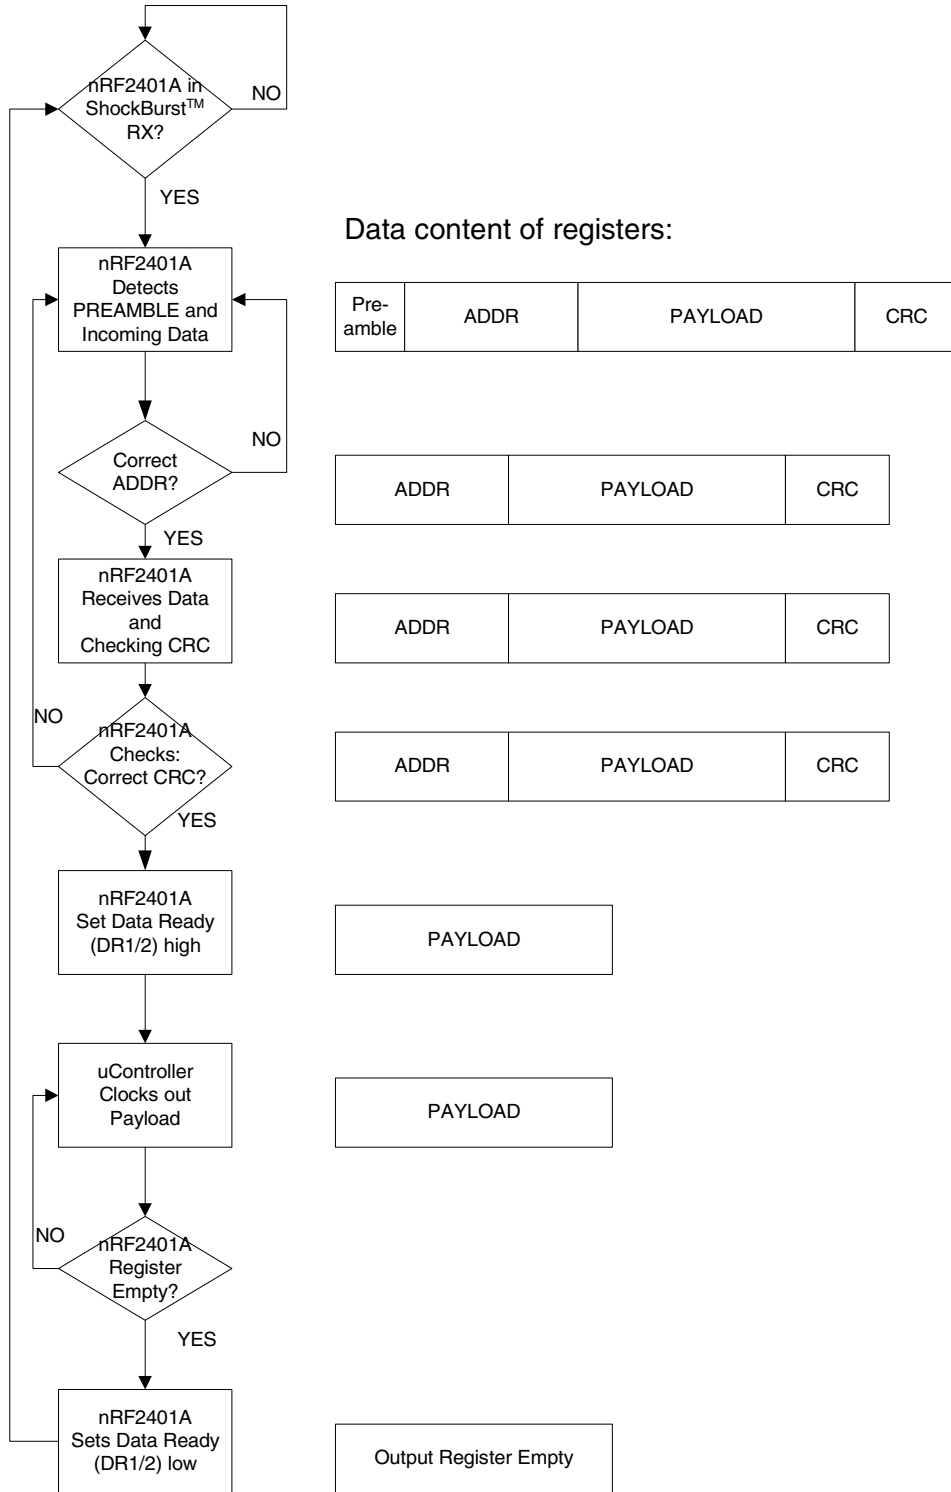 nRF2401A in
ShockBurst™
RX?
NO
YES
Data content of registers:
nRF2401A
Detects
PREAMBLE and
Incoming Data
Pre-
amble
ADDR
PAYLOAD
CRC
Correct
ADDR?
NO
YES
ADDR
PAYLOAD
CRC
nRF2401A
Receives Data
and
Checking CRC
ADDR
PAYLOAD
CRC
nRF2401A
Checks:
Correct CRC?
NO
YES
ADDR
PAYLOAD
CRC
nRF2401A
Set Data Ready
(DR1/2) high
PAYLOAD
uController
Clocks out
Payload
PAYLOAD
nRF2401A
Register
Empty?
NO
YES
nRF2401A
Sets Data Ready
(DR1/2) low
Output Register Empty